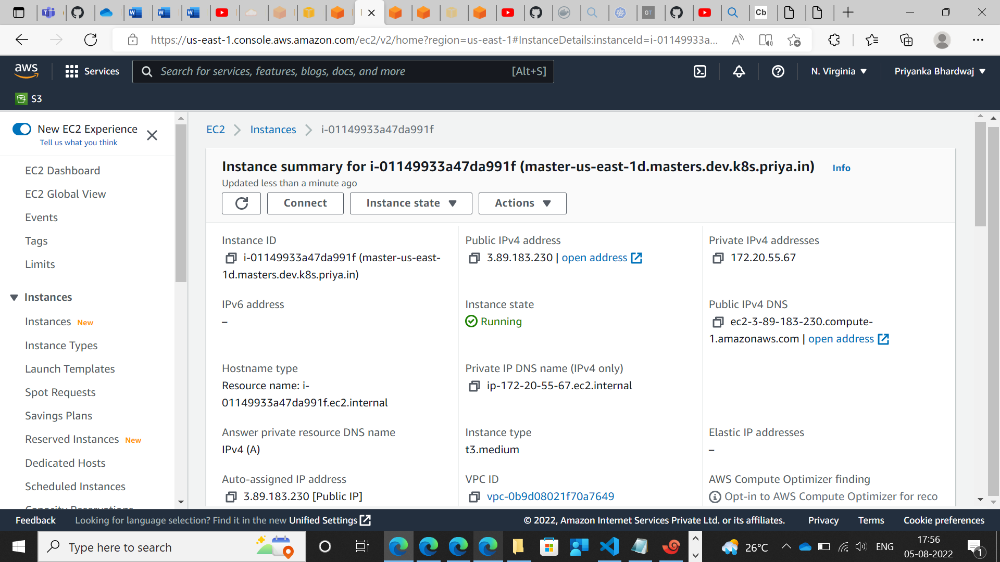 GT
Cb
https://us-east-1.console.aws.amazon.com/ec2/v2/home?region=us-east-1#InstanceDetails:instanceId=i-01149933a...
aws
Services
Search for services, features, blogs, docs, and more
[Alt+S]
N. Virginia
Priyanka Bhardwaj
S3
New EC2 Experience
Tell us what you think
EC2 Dashboard
EC2 Global View
Events
Tags
Limits
Instances
Instances New
Instance Types
Launch Templates
Spot Requests
Savings Plans
Reserved Instances New
Dedicated Hosts
Scheduled Instances
Capacity Reservations
EC2
Instances
i-01149933a47da991f
Instance summary for i-01149933a47da991f (master-us-east-1d.masters.dev.k8s.priya.in)
Info
Updated less than a minute ago
Connect
Instance state
Actions
Instance ID
i-01149933a47da991f (master-us-east-
1d.masters.dev.k8s.priya.in)
Public IPv4 address
3.89.183.230 | open address
Private IPv4 addresses
172.20.55.67
IPv6 address
–
Instance state
Running
Public IPv4 DNS
ec2-3-89-183-230.compute-
1.amazonaws.com | open address
Hostname type
Resource name: i-
01149933a47da991f.ec2.internal
Private IP DNS name (IPv4 only)
ip-172-20-55-67.ec2.internal
Answer private resource DNS name
IPv4 (A)
Instance type
t3.medium
Elastic IP addresses
–
Auto-assigned IP address
3.89.183.230 [Public IP]
VPC ID
vpc-0b9d08021f70a7649
AWS Compute Optimizer finding
Opt-in to AWS Compute Optimizer for reco
Feedback
Looking for language selection? Find it in the new Unified Settings
© 2022, Amazon Internet Services Private Ltd. or its affiliates.
Privacy
Terms
Cookie preferences
Type here to search
26°C
ENG
17:56
05-08-2022
1